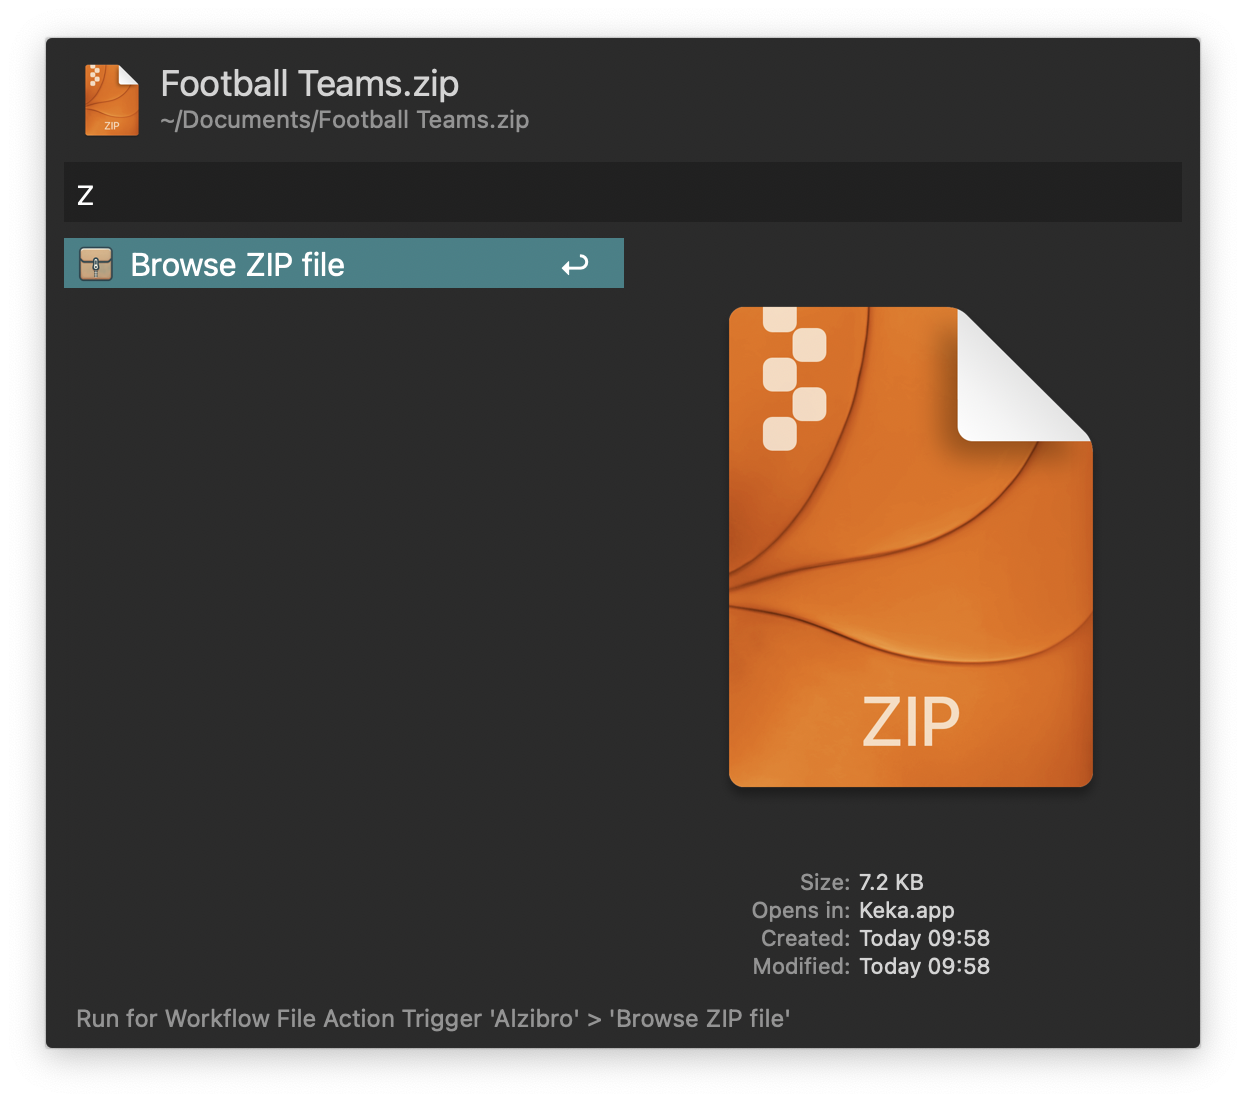 ZIP
Football Teams.zip
~/Documents/Football Teams.zip
z
Browse ZIP file
ZIP
Size: 7.2 KB
Opens in: Keka.app
Created: Today 09:58
Modified: Today 09:58
Run for Workflow File Action Trigger 'Alzibro' > 'Browse ZIP file'